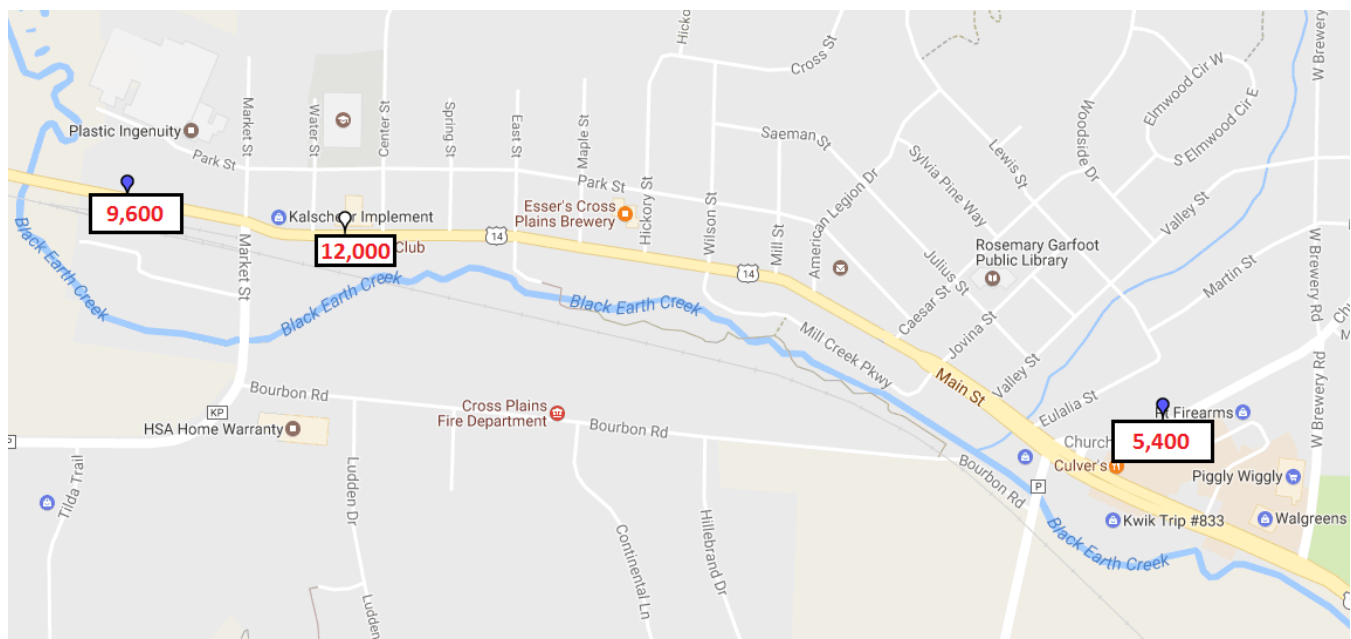 Hickory
Cross St
W Brewery
Elmwood Cir W
S Elmwood Cir E
Woodside Dr
Lewis St
Saeman St
Sylvia Pine Way
Valley St
Plastic Ingenuity
Market St
Water St
Center St
Spring St
East St
Maple St
Park St
Park St
9,600
Kalscheur Implement
12,000
Club
14
Esser's Cross
Plains Brewery
Hickory St
Wilson St
Mill St
American Legion Dr
14
Rosemary Garfoot
Public Library
Julius St
Caesar St
Jovina St
Martin St
W Brewery Rd
Market St
Black Earth Creek
Black Earth Creek
Black Earth Creek
Mill Creek Pkwy
Main St
Valley St
Eulalia St
W Brewery Rd
Bourbon Rd
KP
P
HSA Home Warranty
Cross Plains
Fire Department
Bourbon Rd
Firearms
5,400
Church
Culver's
Piggly Wiggly
Bourbon Rd
P
Kwik Trip #833
Walgreens
Black Earth Creek
Tilda Trail
Ludden Dr
Ludden
Continental Ln
Hillebrand Dr